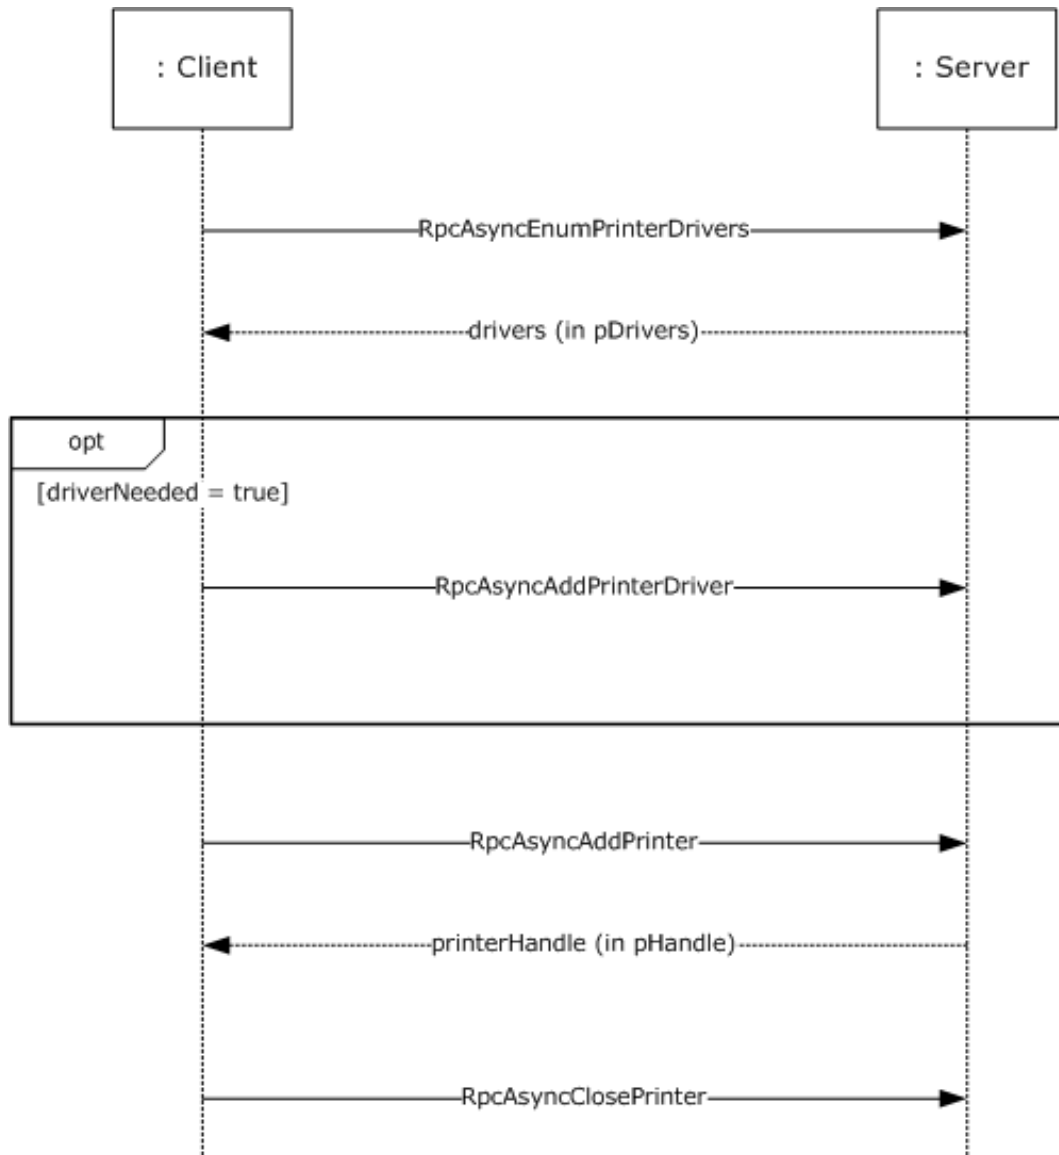 : Client
: Server
RpcAsyncEnumPrinterDrivers
drivers (in pDrivers)
opt
[driverNeeded = true]
RpcAsyncAddPrinterDriver
RpcAsyncAddPrinter
printerHandle (in pHandle)
RpcAsyncClosePrinter